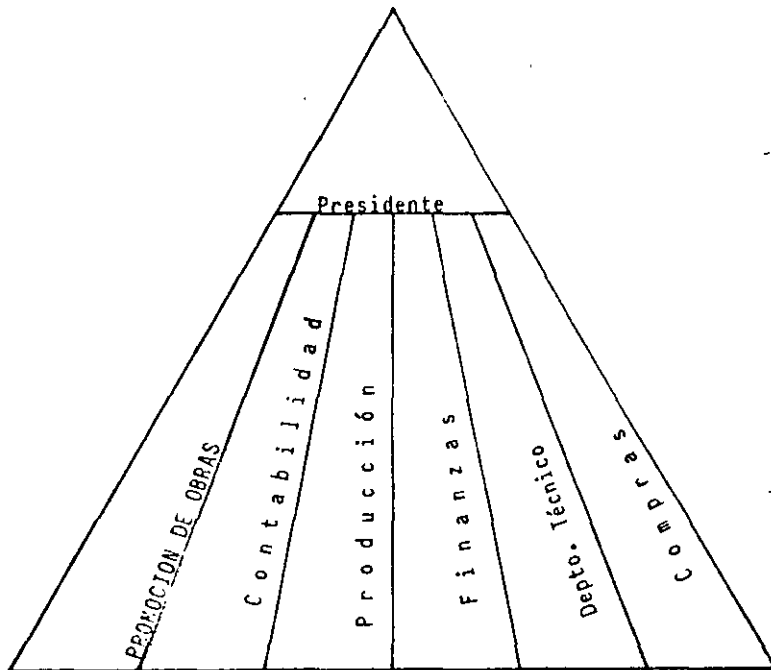 Presidente
PROMOCION DE OBRAS
Contabilidad
Producción
Finanzas
Depto. Técnico
Compras